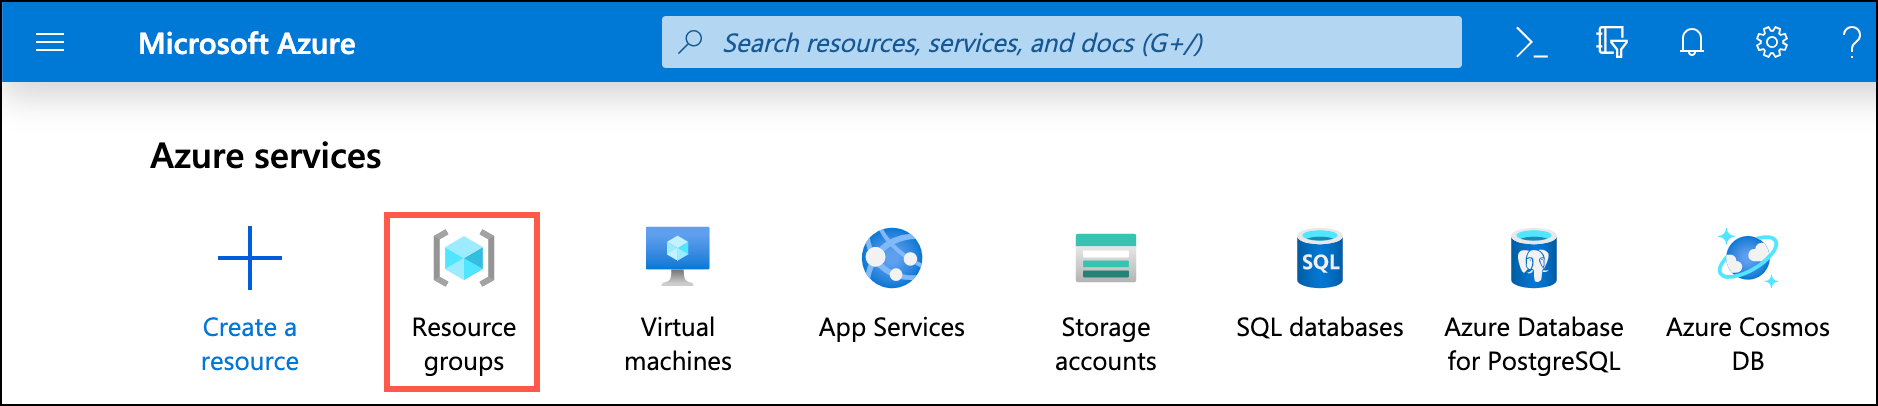 Microsoft Azure
Search resources, services, and docs (G+/)
Azure services
Create a
resource
Resource
groups
Virtual
machines
App Services
Storage
accounts
SQL
SQL databases
Azure Database
for PostgreSQL
Azure Cosmos
DB